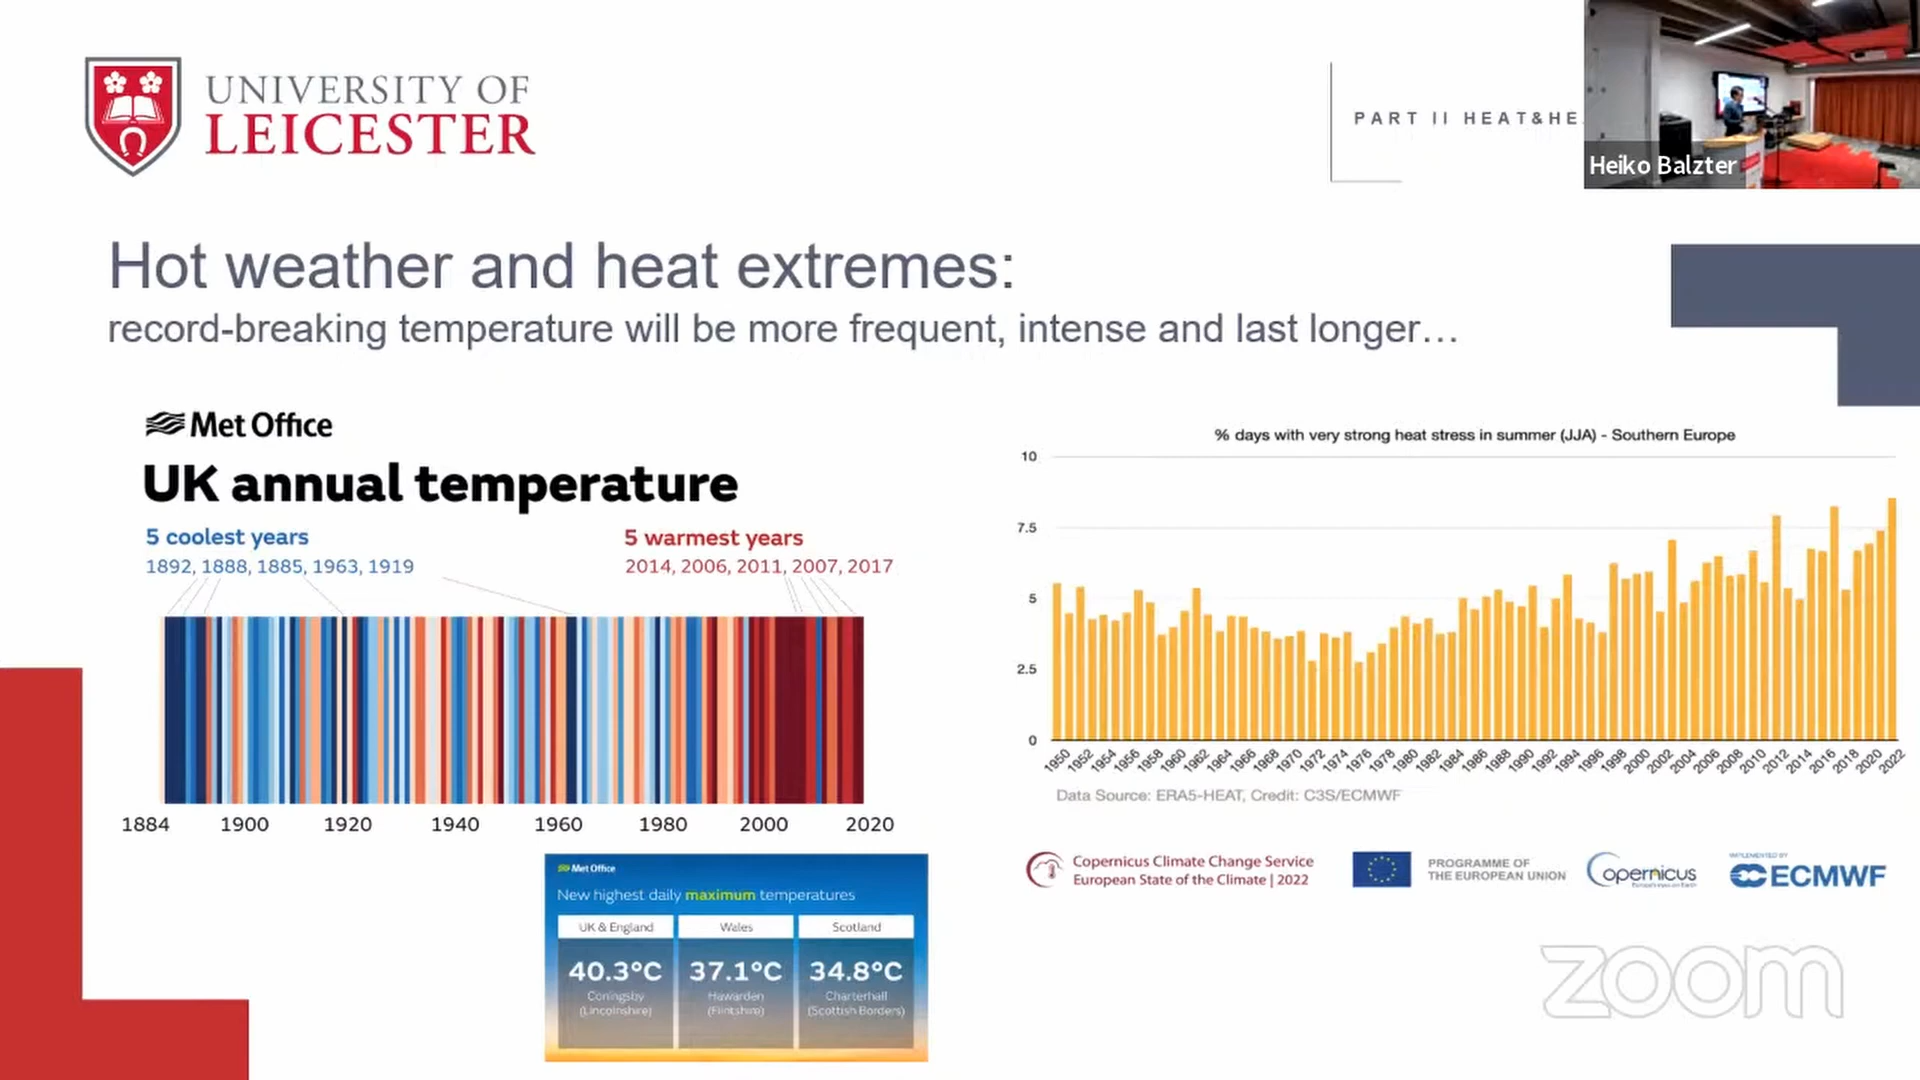 UNIVERSITY OF
LEICESTER
PART II HEAT&HE
Heiko Balzter
Hot weather and heat extremes:
record-breaking temperature will be more frequent, intense and last longer…
Met Office
UK annual temperature
5 coolest years
1892, 1888, 1885, 1963, 1919
5 warmest years
2014, 2006, 2011, 2007, 2017
1884 1900 1920 1940 1960 1980 2000 2020
Met Office
New highest daily maximum temperatures
UK & England Wales Scotland
40.3°C 37.1°C 34.8°C
Coningsby Hawarden Charterhall
(Lincolnshire) (Flintshire) (Scottish Borders)
% days with very strong heat stress in summer (JJA) - Southern Europe
10
7.5
5
2.5
0
1950 1952 1954 1956 1958 1960 1962 1964 1966 1968 1970 1972 1974 1976 1978 1980 1982 1984 1986 1988 1990 1992 1994 1996 1998 2000 2002 2004 2006 2008 2010 2012 2014 2016 2018 2020 2022
Data Source: ERA5-HEAT, Credit: C3S/ECMWF
Copernicus Climate Change Service
European State of the Climate | 2022
PROGRAMME OF
THE EUROPEAN UNION
opernicus
Europe's eyes on Earth
IMPLEMENTED BY
ECMWF
zoom